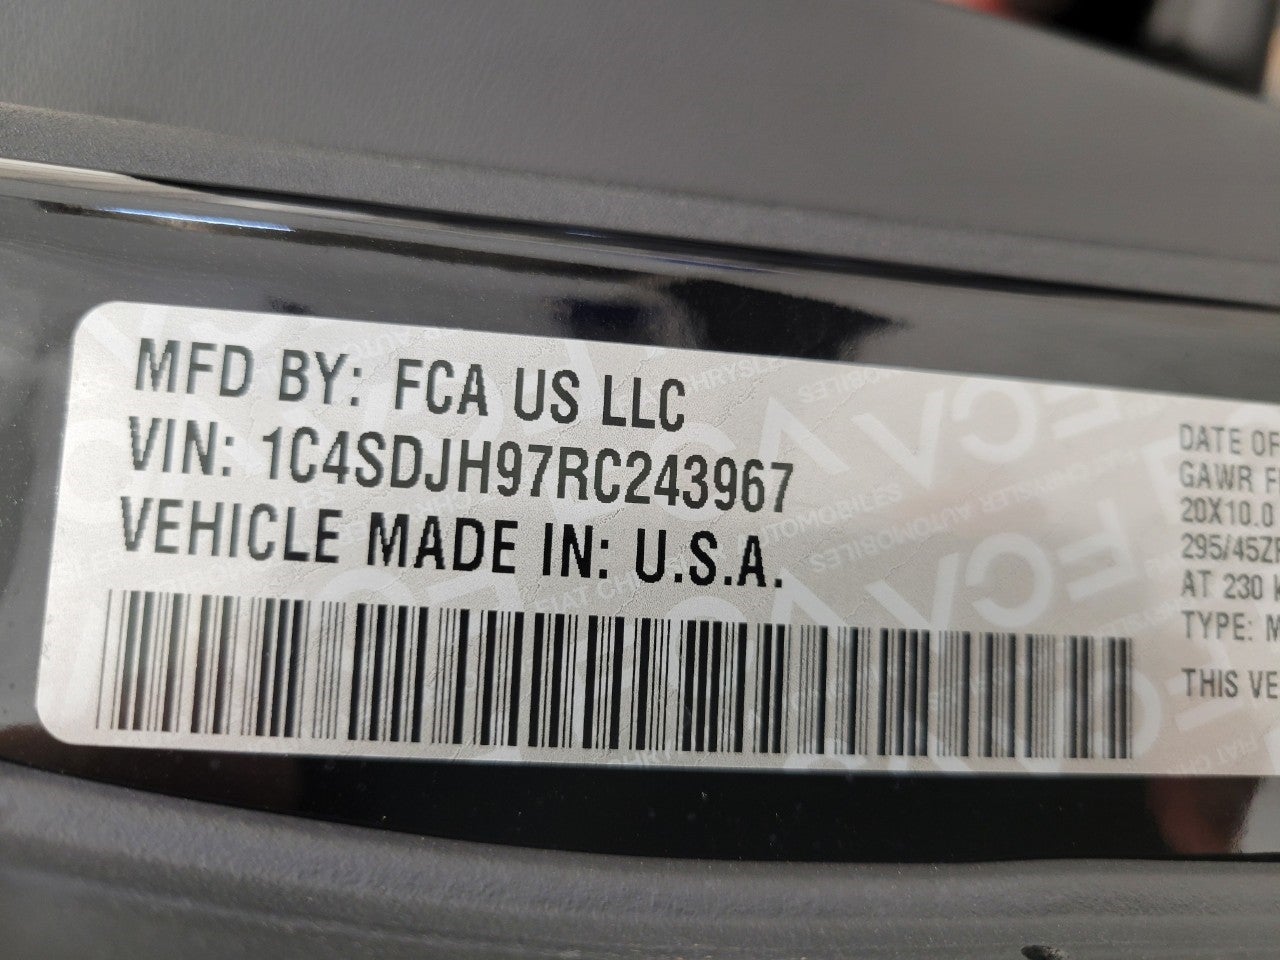 MFD BY: FCA US LLC
VIN: 1C4SDJH97RC243967
VEHICLE MADE IN: U.S.A.
DATE OF
GAWR F
20X10.0
295/45Z
AT 230
TYPE: M
THIS VE